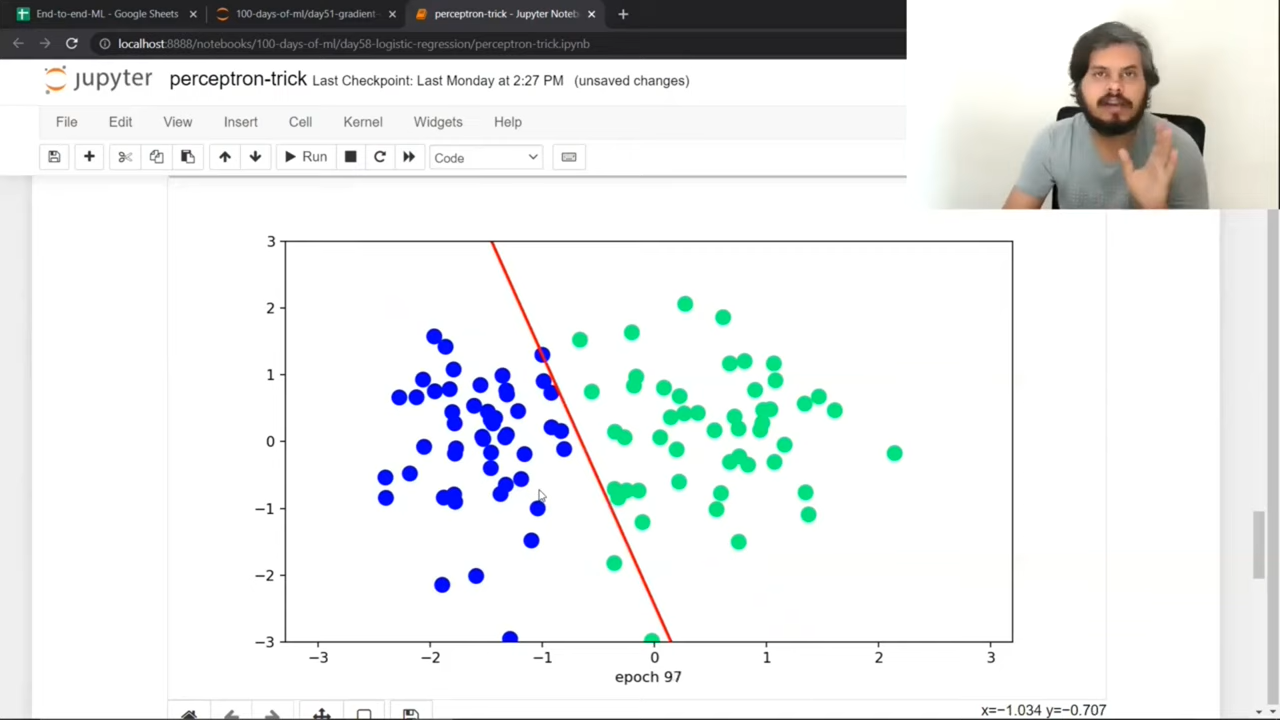 End-to-end-ML - Google Sheets
100-days-of-ml/day51-gradient-
perceptron-trick - Jupyter Noteb
localhost:8888/notebooks/100-days-of-ml/day58-logistic-regression/perceptron-trick.ipynb
jupyter perceptron-trick Last Checkpoint: Last Monday at 2:27 PM (unsaved changes)
File Edit View Insert Cell Kernel Widgets Help
Run Code
3
2
1
0
−1
−2
−3
−3 −2 −1 0 1 2 3
epoch 97
x=−1.034 y=−0.707